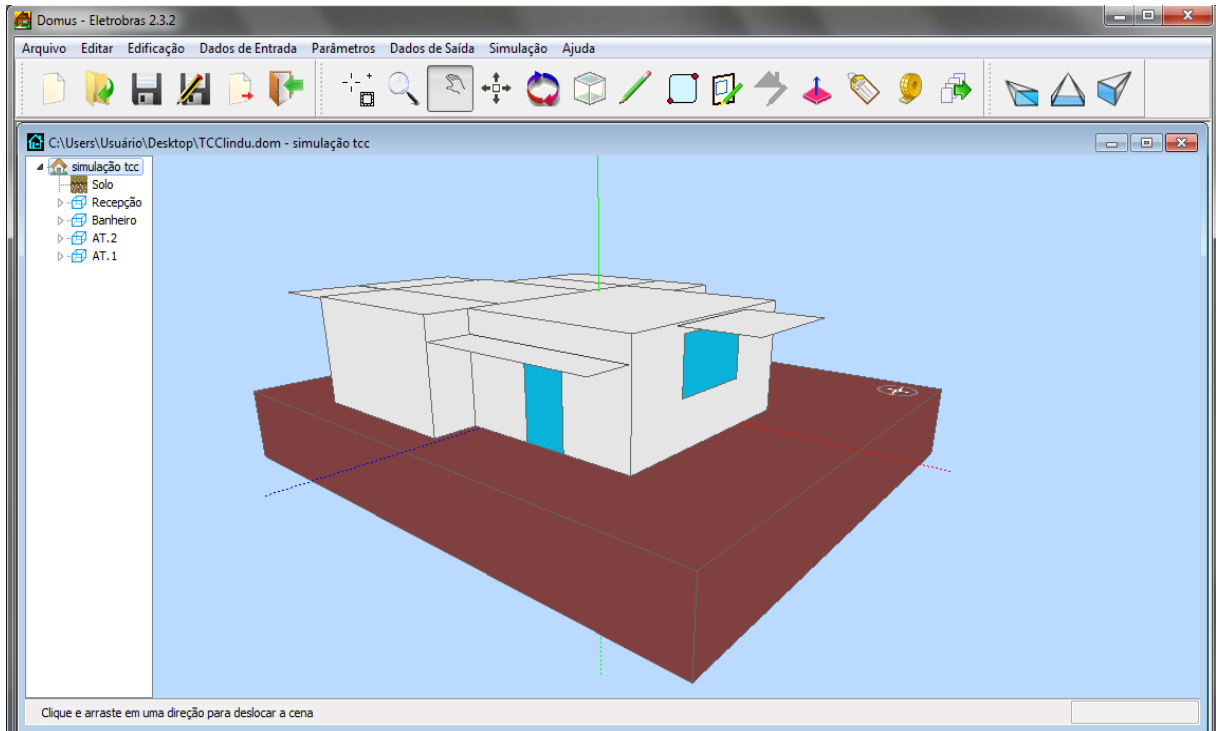 Domus - Eletrobras 2.3.2
Arquivo Editar Edificação Dados de Entrada Parâmetros Dados de Saída Simulação Ajuda
C:\Users\Usuário\Desktop\TCClindu.dom - simulação tcc
simulação tcc
Solo
Recepção
Banheiro
AT.2
AT.1
Clique e arraste em uma direção para deslocar a cena